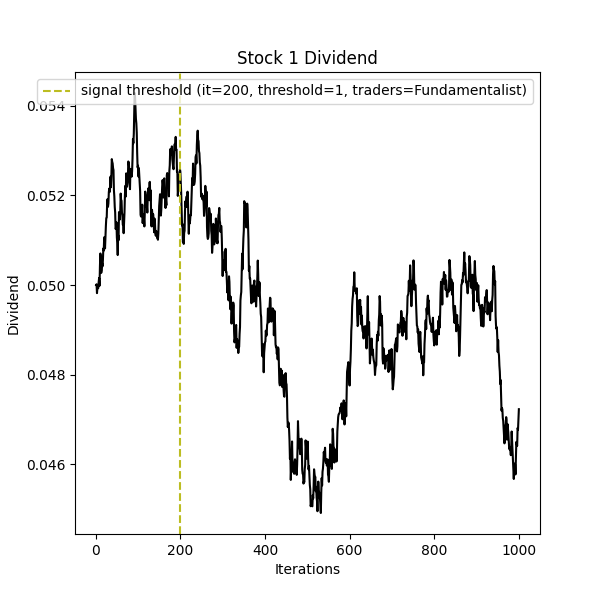 Stock 1 Dividend
signal threshold (it=200, threshold=1, traders=Fundamentalist)
0.054
0.052
0.050
0.048
0.046
Dividend
0
200
400
600
800
1000
Iterations